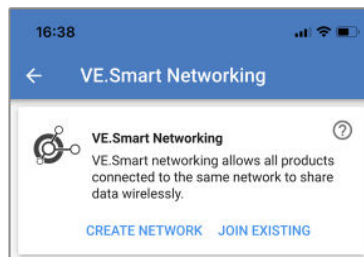 16:38
VE.Smart Networking
VE.Smart Networking
VE.Smart networking allows all products
connected to the same network to share
data wirelessly.
CREATE NETWORK JOIN EXISTING